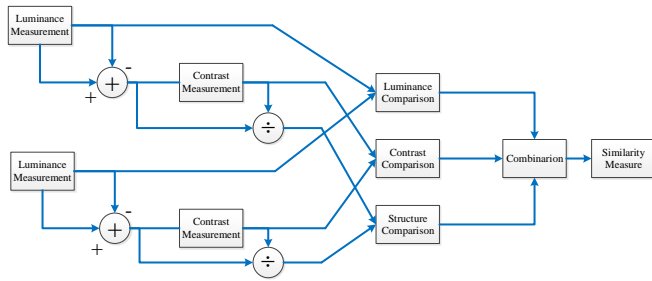 Luminance
Measurement
-
+
+
Contrast
Measurement
÷
Luminance
Comparison
Luminance
Measurement
-
+
+
Contrast
Measurement
÷
Contrast
Comparison
Structure
Comparison
Combinarion
Similarity
Measure